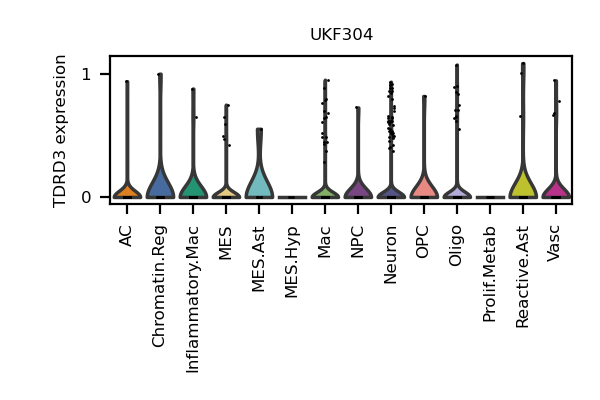 UKF304
TDRD3 expression
1
0
AC
Chromatin.Reg
Inflammatory.Mac
MES
MES.Ast
MES.Hyp
Mac
NPC
Neuron
OPC
Oligo
Prolif.Metab
Reactive.Ast
Vasc